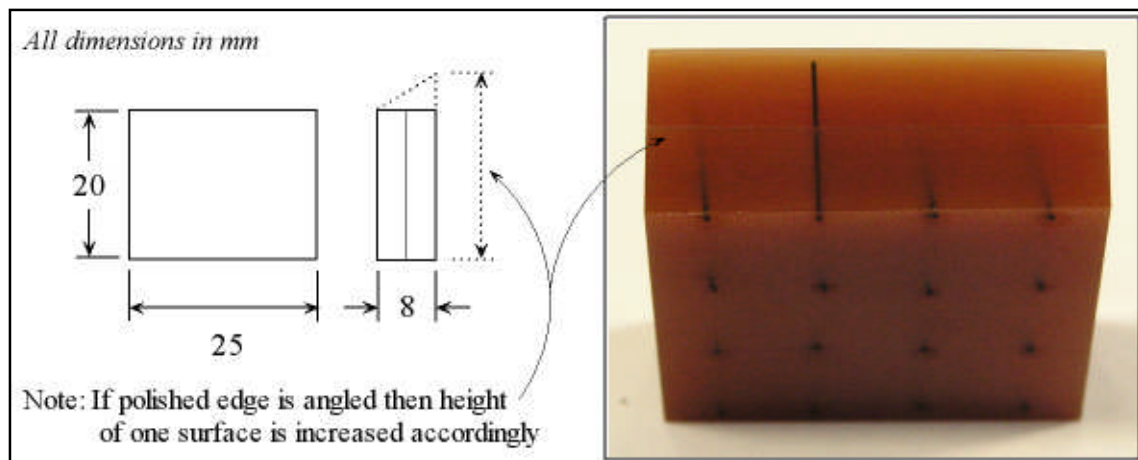 All dimensions in mm
20
8
25
Note: If polished edge is angled then height
of one surface is increased accordingly